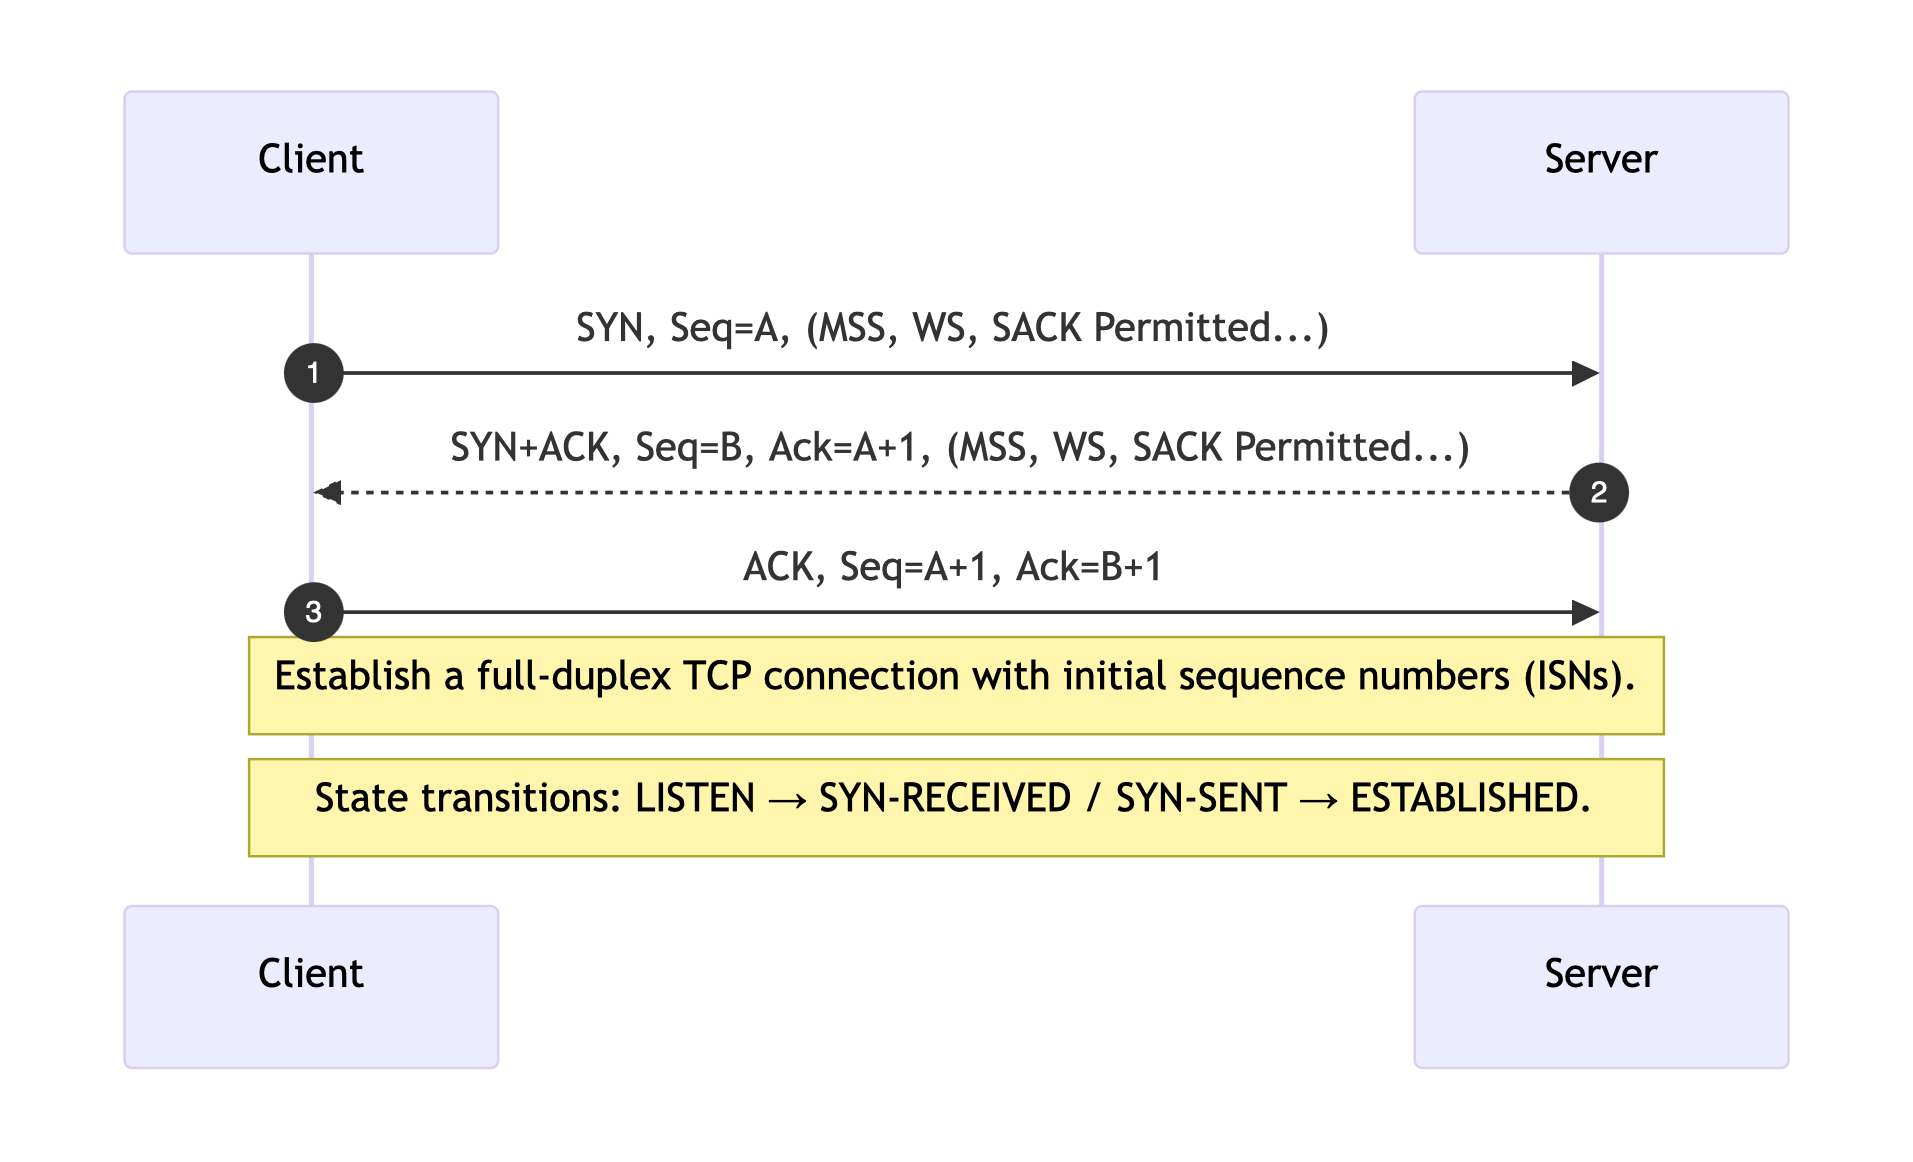 Client
Server
SYN, Seq=A, (MSS, WS, SACK Permitted...)
1
SYN+ACK, Seq=B, Ack=A+1, (MSS, WS, SACK Permitted...)
2
ACK, Seq=A+1, Ack=B+1
3
Establish a full-duplex TCP connection with initial sequence numbers (ISNs).
State transitions: LISTEN → SYN-RECEIVED / SYN-SENT → ESTABLISHED.
Client
Server